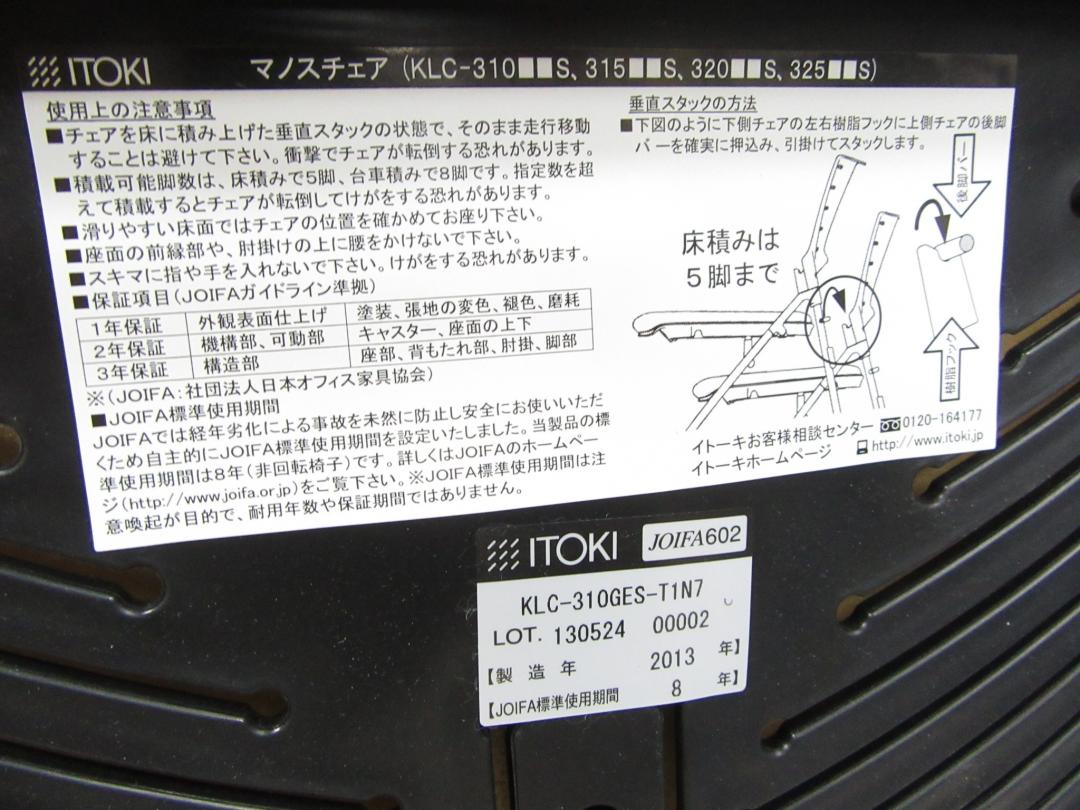 ITOKI マノスチェア (KLC-310■■S、315■■S、320■■S、325■■S)
使用上の注意事項
■チェアを床に積み上げた垂直スタックの状態で、そのまま走行移動
することは避けて下さい。衝撃でチェアが転倒する恐れがあります。
■積載可能脚数は、床積みで5脚、台車積みで8脚です。指定数を超
えて積載するとチェアが転倒してけがをする恐れがあります。
■滑りやすい床面ではチェアの位置を確かめてお座り下さい。
■座面の前縁部や、肘掛けの上に腰をかけないで下さい。
■スキマに指や手を入れないで下さい。けがをする恐れがあります。
■保証項目(JOIFAガイドライン準拠)
1年保証 外観表面仕上げ 塗装、張地の変色、褪色、磨耗
2年保証 機構部、可動部 キャスター、座面の上下
3年保証 構造部 座部、背もたれ部、肘掛、脚部
※(JOIFA:社団法人日本オフィス家具協会)
■JOIFA標準使用期間
JOIFAでは経年劣化による事故を未然に防止し安全にお使いいただ
くため自主的にJOIFA標準使用期間を設定いたしました。当製品の標
準使用期間は8年(非回転椅子)です。詳しくはJOIFAのホームペー
ジ(http://www.joifa.or.jp)をご覧下さい。※JOIFA標準使用期間は注
意喚起が目的で、耐用年数や保証期間ではありません。
垂直スタックの方法
■下図のように下側チェアの左右樹脂フックに上側チェアの後脚
バーを確実に押込み、引掛けてスタックします。
床積みは
5脚まで
後脚バー
樹脂フック
イトーキお客様相談センター 0120-164177
イトーキホームページ http://www.itoki.jp
ITOKI JOIFA602
KLC-310GES-T1N7
LOT. 130524 00002
【製造年 2013 年】
【JOIFA標準使用期間 8 年】